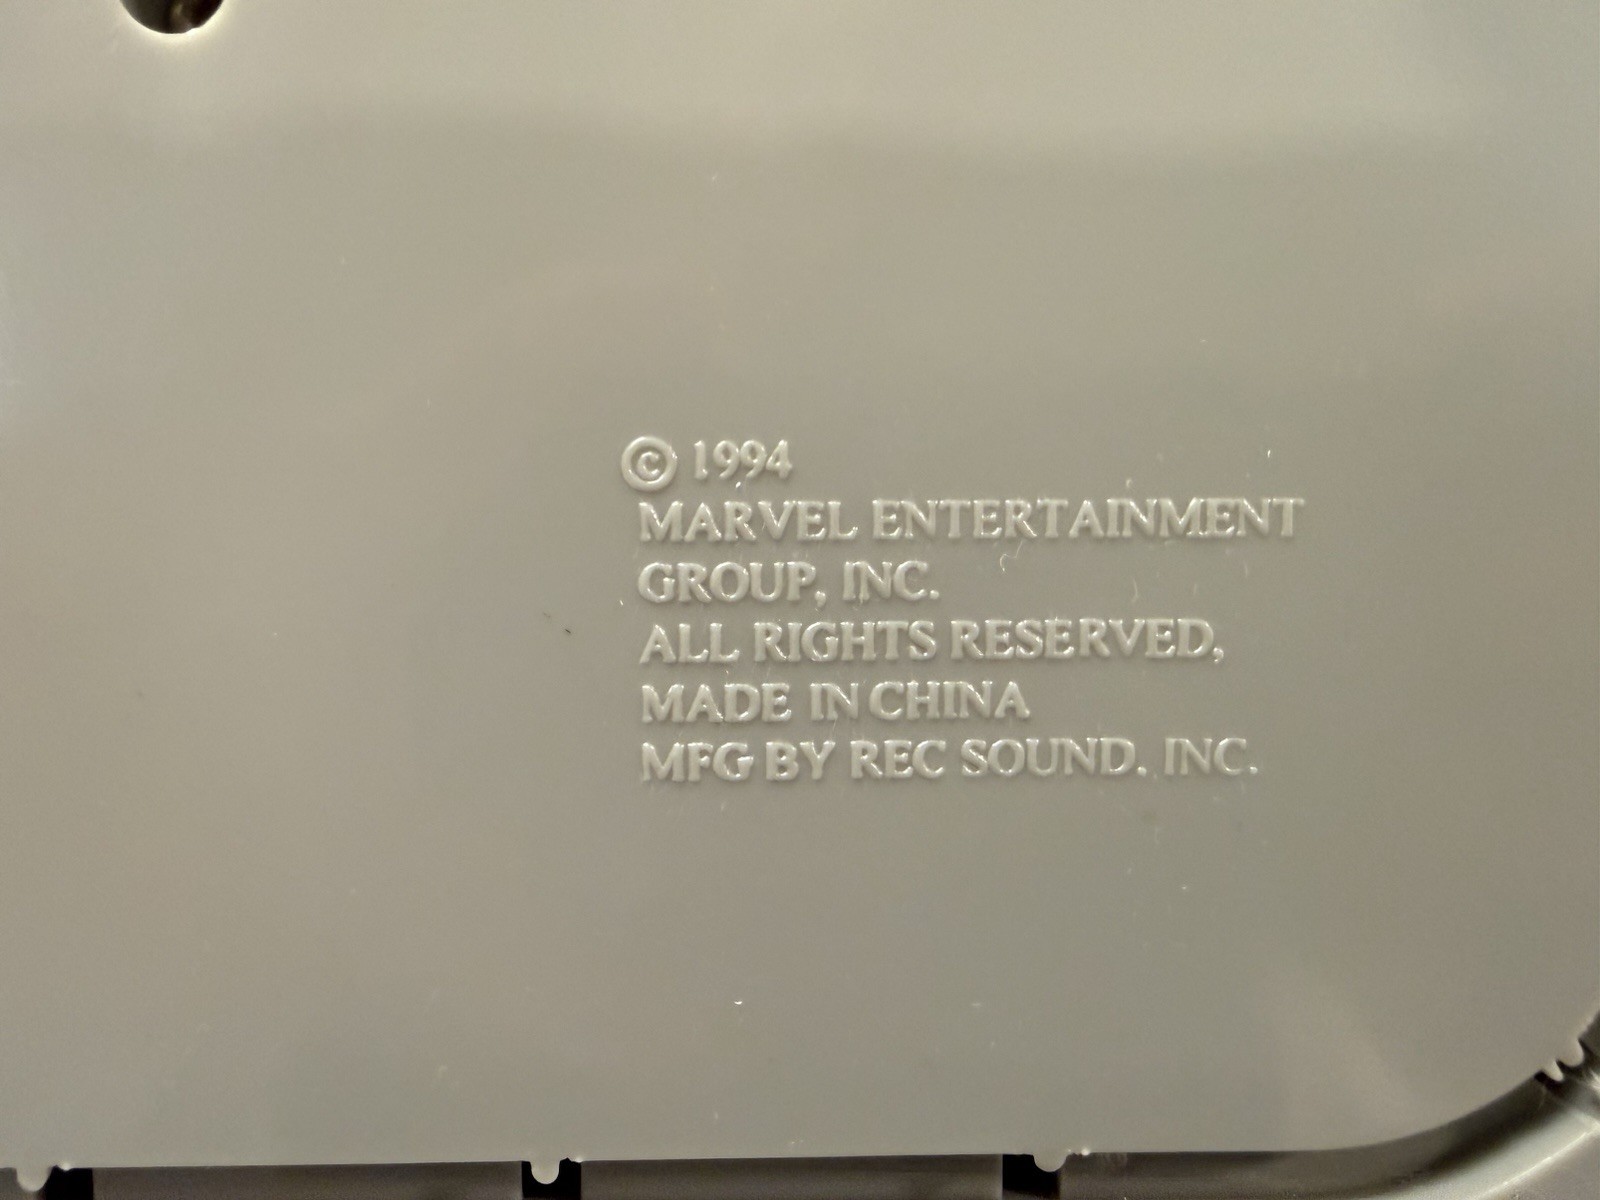 © 1994
MARVEL ENTERTAINMENT
GROUP, INC.
ALL RIGHTS RESERVED,
MADE IN CHINA
MFG BY REC SOUND. INC.